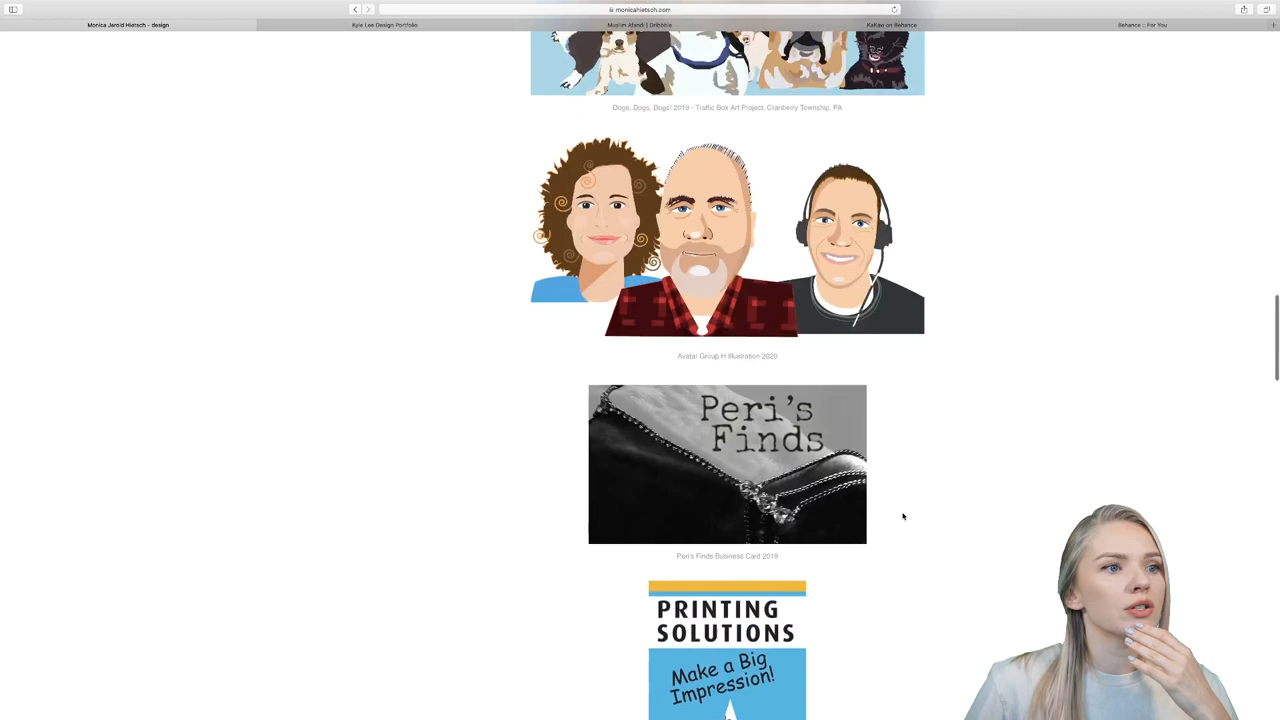 monicahietsch.com
Monica Jarold Hietsch - design
Kyle Lee Design Portfolio
Muslim Afandi | Dribbble
KaKao on Behance
Behance :: For You
Dogs, Dogs, Dogs! 2019 - Traffic Box Art Project, Cranberry Township, PA
Avatar Group H Illustration 2020
Peri's
Finds
Peri's Finds Business Card 2019
PRINTING
SOLUTIONS
Make a Big
Impression!